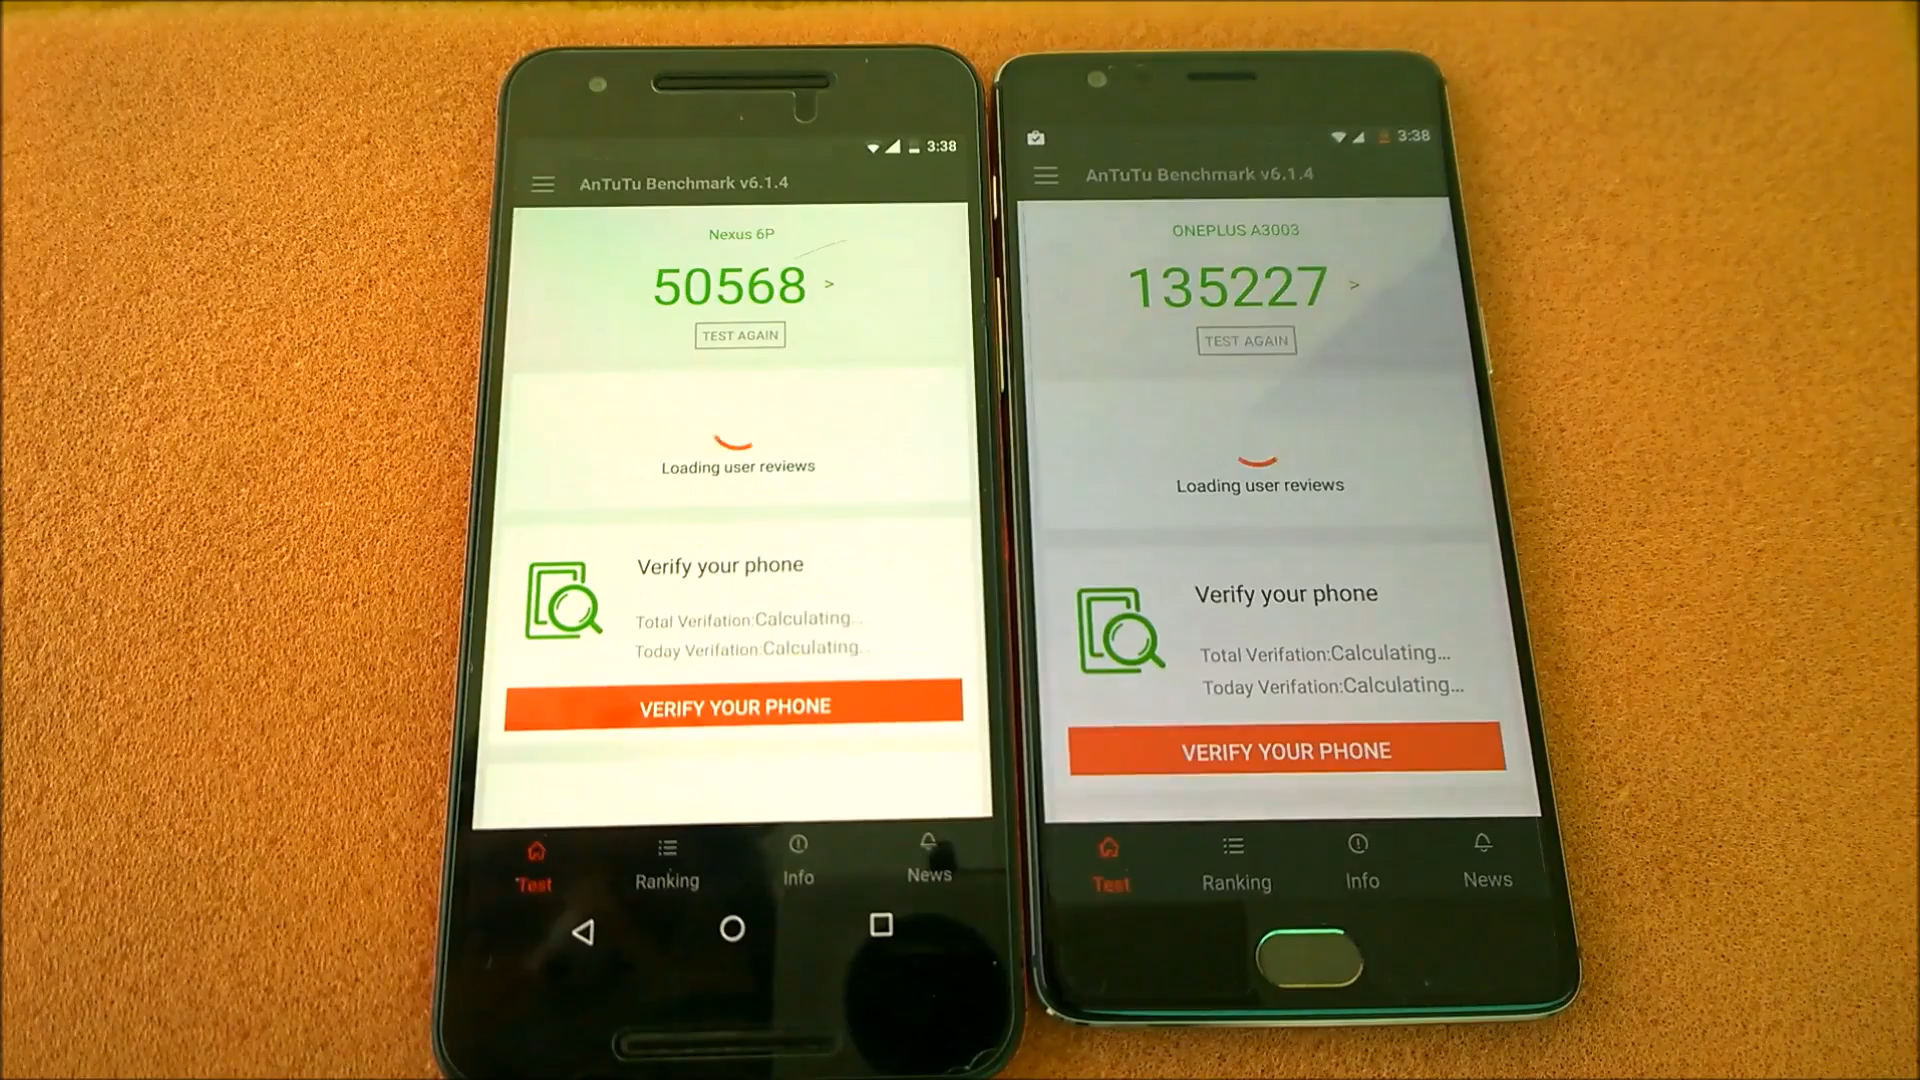 3:38
AnTuTu Benchmark v6.1.4
Nexus 6P
50568 >
TEST AGAIN
Loading user reviews
Verify your phone
Total Verifation:Calculating...
Today Verifation:Calculating...
VERIFY YOUR PHONE
Test Ranking Info News
3:38
AnTuTu Benchmark v6.1.4
ONEPLUS A3003
135227 >
TEST AGAIN
Loading user reviews
Verify your phone
Total Verifation:Calculating...
Today Verifation:Calculating...
VERIFY YOUR PHONE
Test Ranking Info News